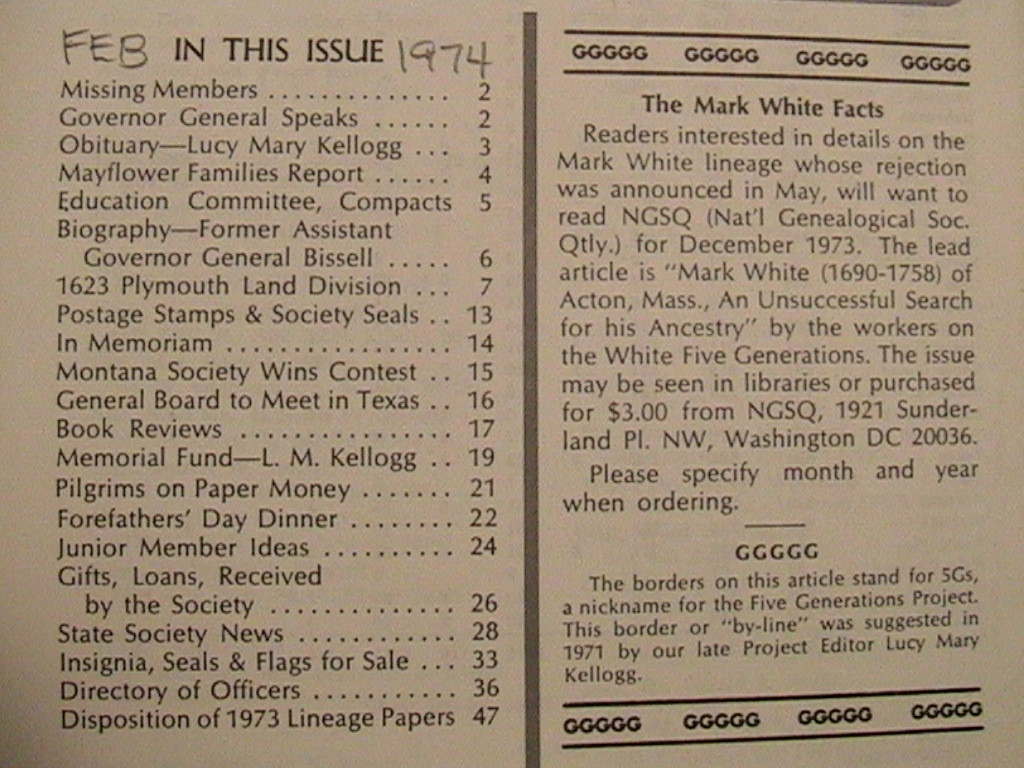 FEB IN THIS ISSUE 1974
Missing Members .............. 2
Governor General Speaks ...... 2
Obituary—Lucy Mary Kellogg ... 3
Mayflower Families Report ...... 4
Education Committee, Compacts 5
Biography—Former Assistant
Governor General Bissell ..... 6
1623 Plymouth Land Division ... 7
Postage Stamps & Society Seals .. 13
In Memoriam ................. 14
Montana Society Wins Contest .. 15
General Board to Meet in Texas .. 16
Book Reviews ................ 17
Memorial Fund—L. M. Kellogg .. 19
Pilgrims on Paper Money ....... 21
Forefathers' Day Dinner ........ 22
Junior Member Ideas .......... 24
Gifts, Loans, Received
by the Society ............. 26
State Society News ........... 28
Insignia, Seals & Flags for Sale ... 33
Directory of Officers .......... 36
Disposition of 1973 Lineage Papers 47
GGGGG GGGGG GGGGG GGGGG
The Mark White Facts
Readers interested in details on the
Mark White lineage whose rejection
was announced in May, will want to
read NGSQ (Nat'l Genealogical Soc.
Qtly.) for December 1973. The lead
article is "Mark White (1690-1758) of
Acton, Mass., An Unsuccessful Search
for his Ancestry" by the workers on
the White Five Generations. The issue
may be seen in libraries or purchased
for $3.00 from NGSQ, 1921 Sunder-
land Pl. NW, Washington DC 20036.
Please specify month and year
when ordering.
GGGGG
The borders on this article stand for 5Gs,
a nickname for the Five Generations Project.
This border or "by-line" was suggested in
1971 by our late Project Editor Lucy Mary
Kellogg.
GGGGG GGGGG GGGGG GGGGG